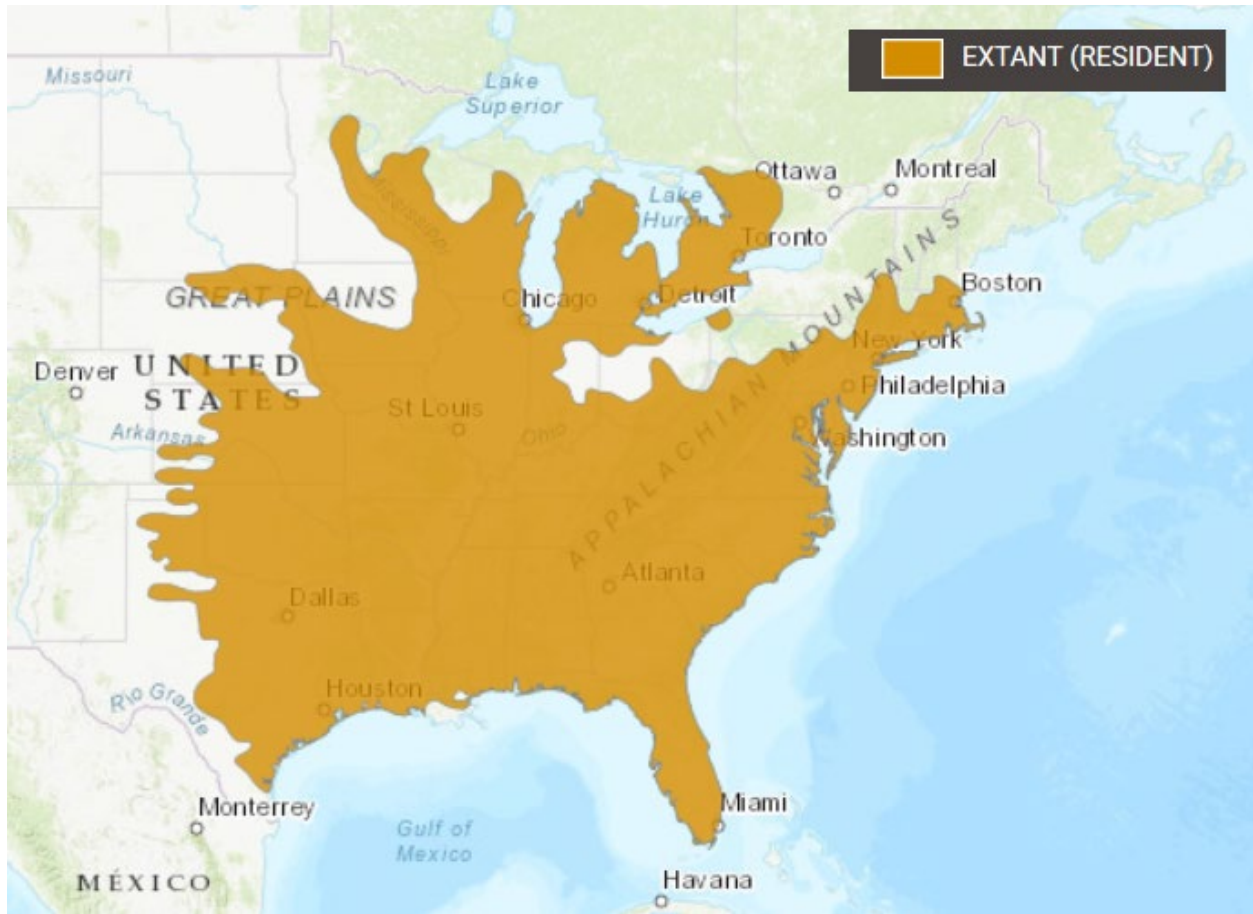 EXTANT (RESIDENT)
Missouri
Lake
Superior
Ottawa
Montreal
Mississippi
Lake
Huron
Toronto
GREAT PLAINS
Chicago
Detroit
Boston
New York
Denver
UNITED
STATES
Philadelphia
St Louis
Arkansas
Ohio
Washington
APPALACHIAN MOUNTAINS
Atlanta
Dallas
Houston
Rio Grande
Monterrey
Miami
Gulf of
Mexico
MÉXICO
Havana